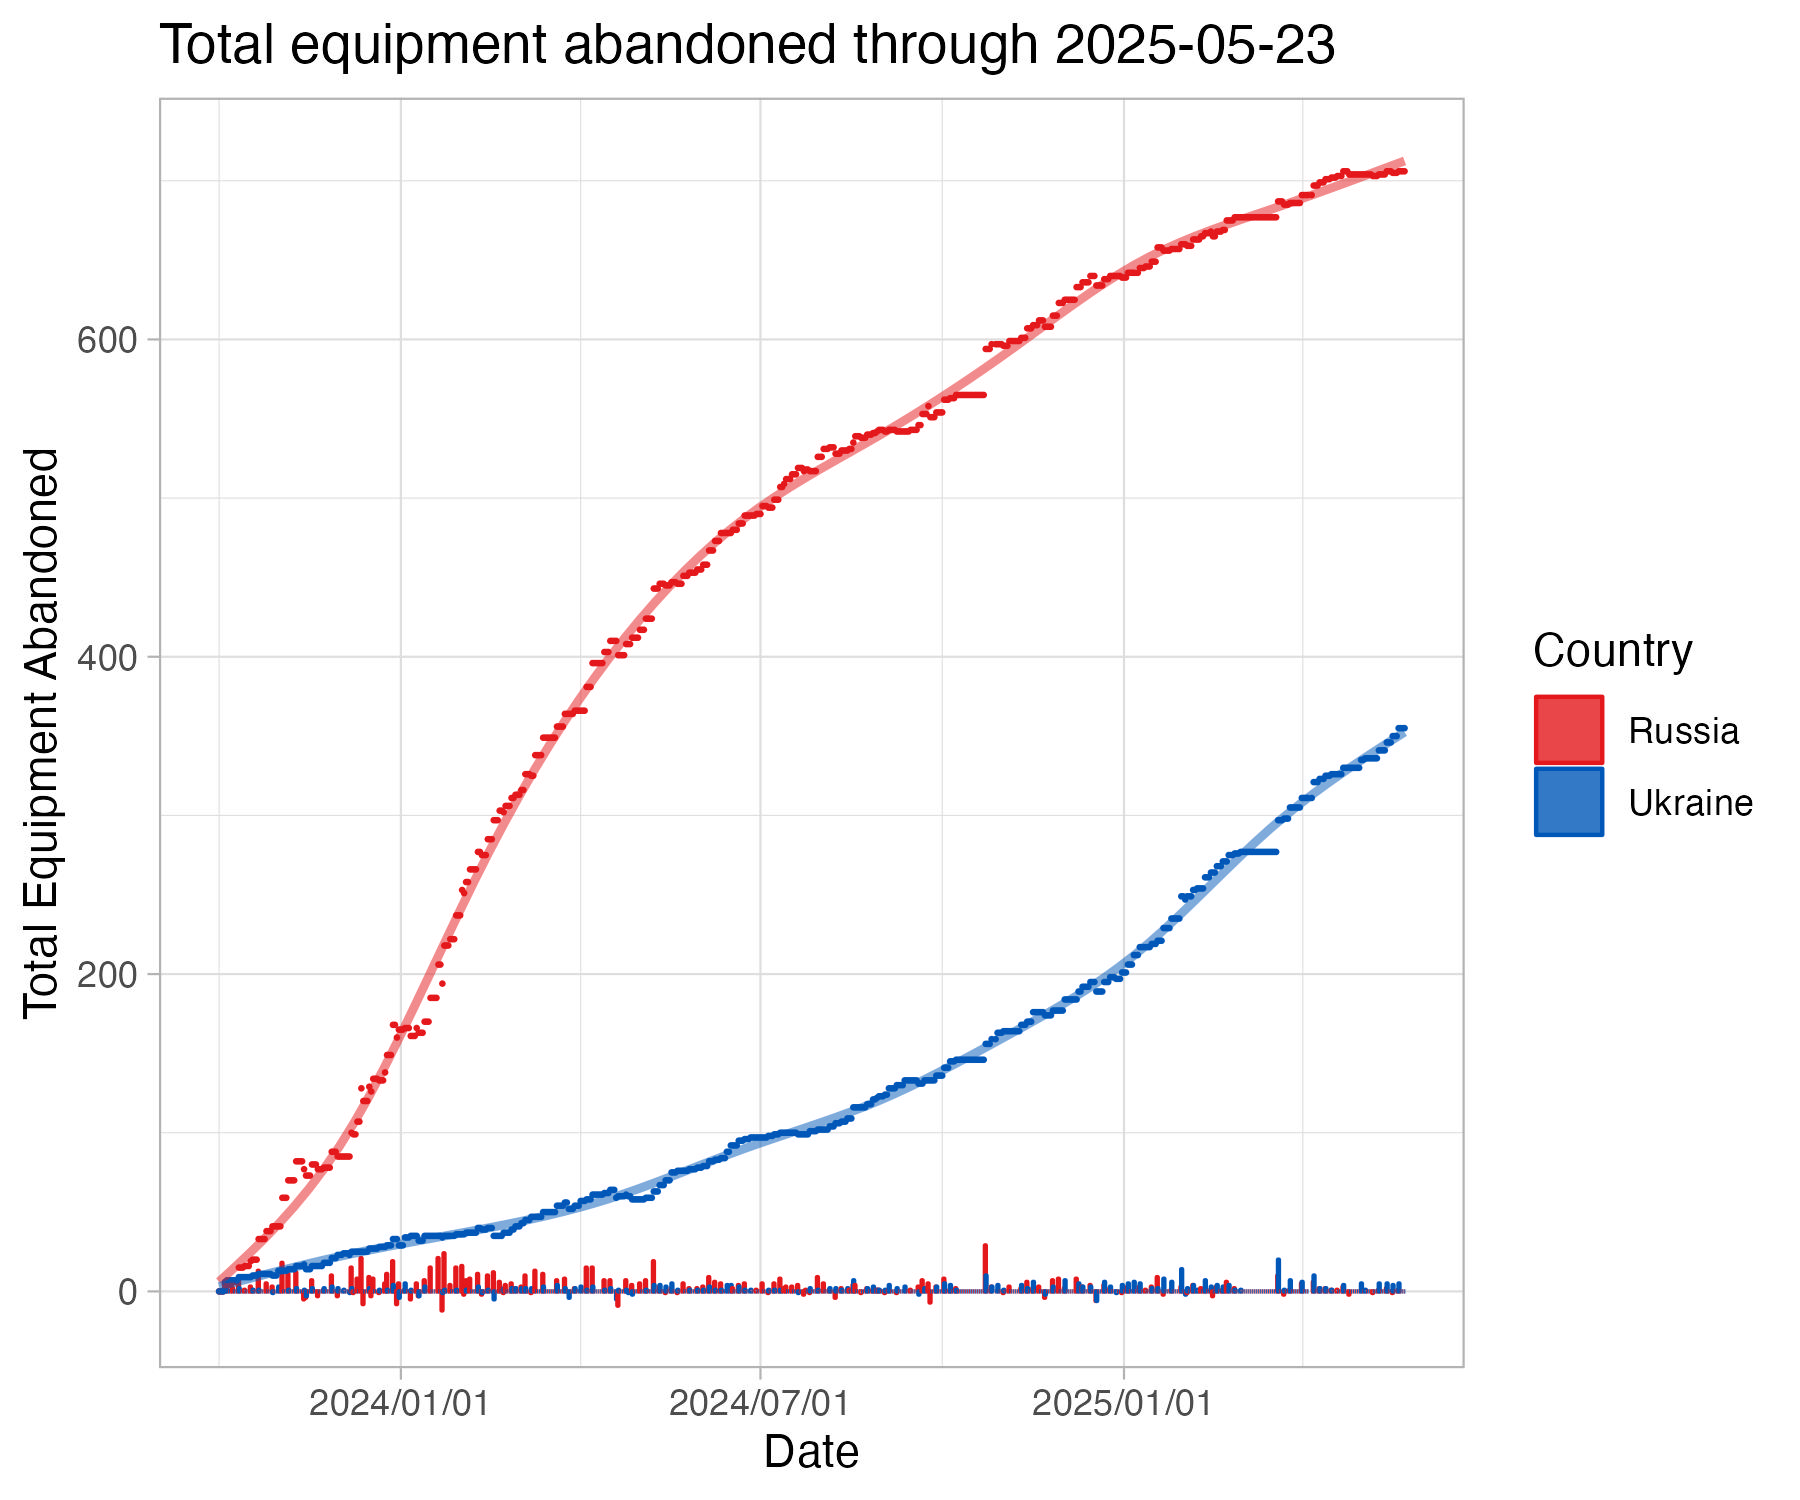 Total equipment abandoned through 2025-05-23
Total Equipment Abandoned
600
400
200
0
2024/01/01
2024/07/01
2025/01/01
Date
Country
Russia
Ukraine